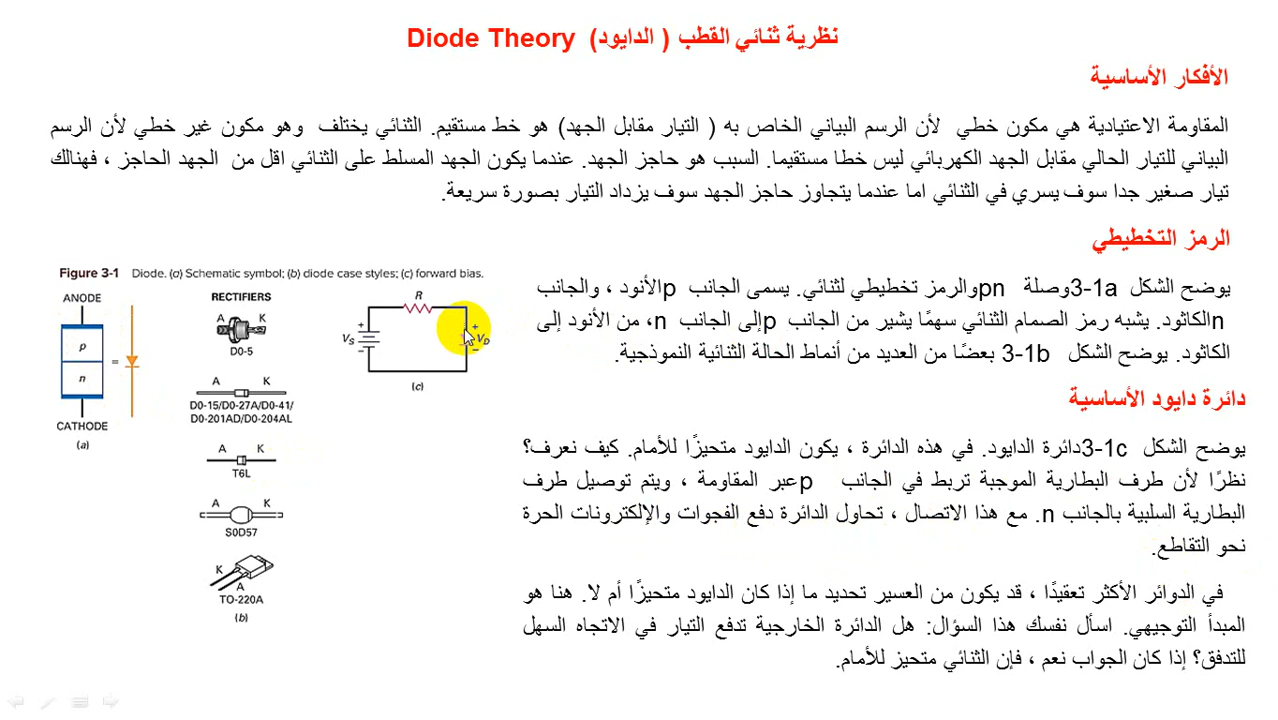 نظرية ثنائي القطب ( الدايود) Diode Theory
الأفكار الأساسية
المقاومة الاعتيادية هي مكون خطي لأن الرسم البياني الخاص به ( التيار مقابل الجهد) هو خط مستقيم. الثنائي يختلف وهو مكون غير خطي لأن الرسم
البياني للتيار الحالي مقابل الجهد الكهربائي ليس خطا مستقيما. السبب هو حاجز الجهد. عندما يكون الجهد المسلط على الثنائي اقل من الجهد الحاجز ، فهنالك
تيار صغير جدا سوف يسري في الثنائي اما عندما يتجاوز حاجز الجهد سوف يزداد التيار بصورة سريعة.
الرمز التخطيطي
يوضح الشكل 3-1a وصلة pn والرمز تخطيطي لثنائي. يسمى الجانب p الأنود ، والجانب
n الكاثود. يشبه رمز الصمام الثنائي سهمًا يشير من الجانب p إلى الجانب n، من الأنود إلى
الكاثود. يوضح الشكل 3-1b بعضًا من العديد من أنماط الحالة الثنائية النموذجية.
دائرة دايود الأساسية
يوضح الشكل 3-1c دائرة الدايود. في هذه الدائرة ، يكون الدايود متحيزًا للأمام. كيف نعرف؟
نظرًا لأن طرف البطارية الموجبة تربط في الجانب p عبر المقاومة ، ويتم توصيل طرف
البطارية السلبية بالجانب n. مع هذا الاتصال ، تحاول الدائرة دفع الفجوات والإلكترونات الحرة
نحو التقاطع.
في الدوائر الأكثر تعقيدًا ، قد يكون من العسير تحديد ما إذا كان الدايود متحيزًا أم لا. هنا هو
المبدأ التوجيهي. اسأل نفسك هذا السؤال: هل الدائرة الخارجية تدفع التيار في الاتجاه السهل
للتدفق؟ إذا كان الجواب نعم ، فإن الثنائي متحيز للأمام.
Figure 3-1 Diode. (a) Schematic symbol; (b) diode case styles; (c) forward bias.
ANODE
p
n
=
CATHODE
(a)
RECTIFIERS
A K
D0-5
A K
D0-15/D0-27A/D0-41/
D0-201AD/D0-204AL
A K
T6L
A K
S0D57
K
A
TO-220A
(b)
R
+
VS
–
+
VD
–
(c)